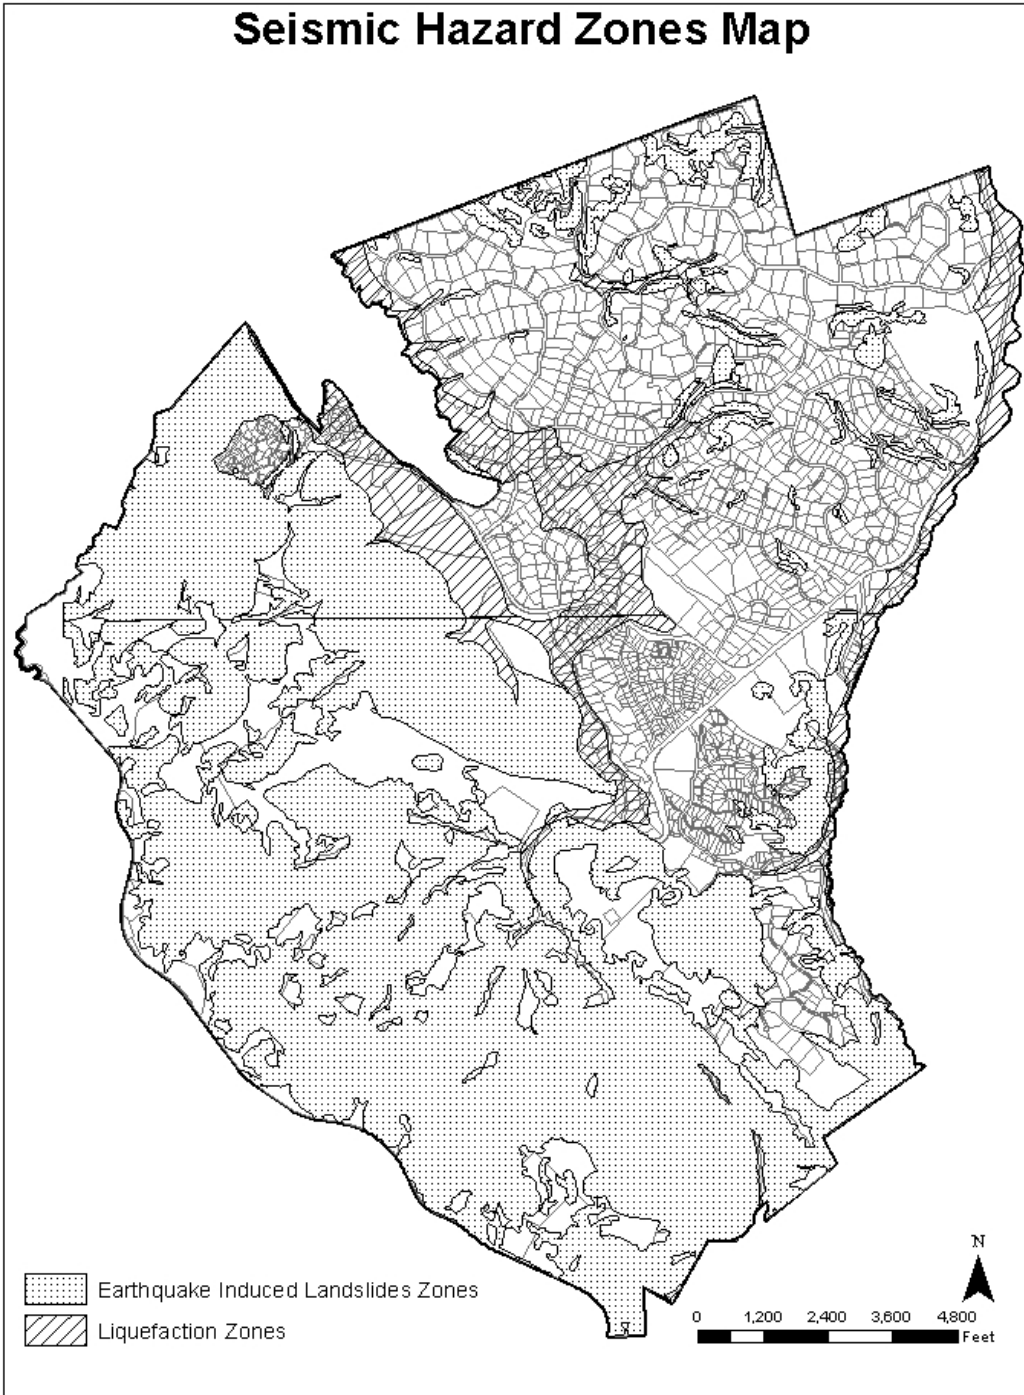 Seismic Hazard Zones Map
Earthquake Induced Landslides Zones
Liquefaction Zones
N
0 1,200 2,400 3,600 4,800
Feet